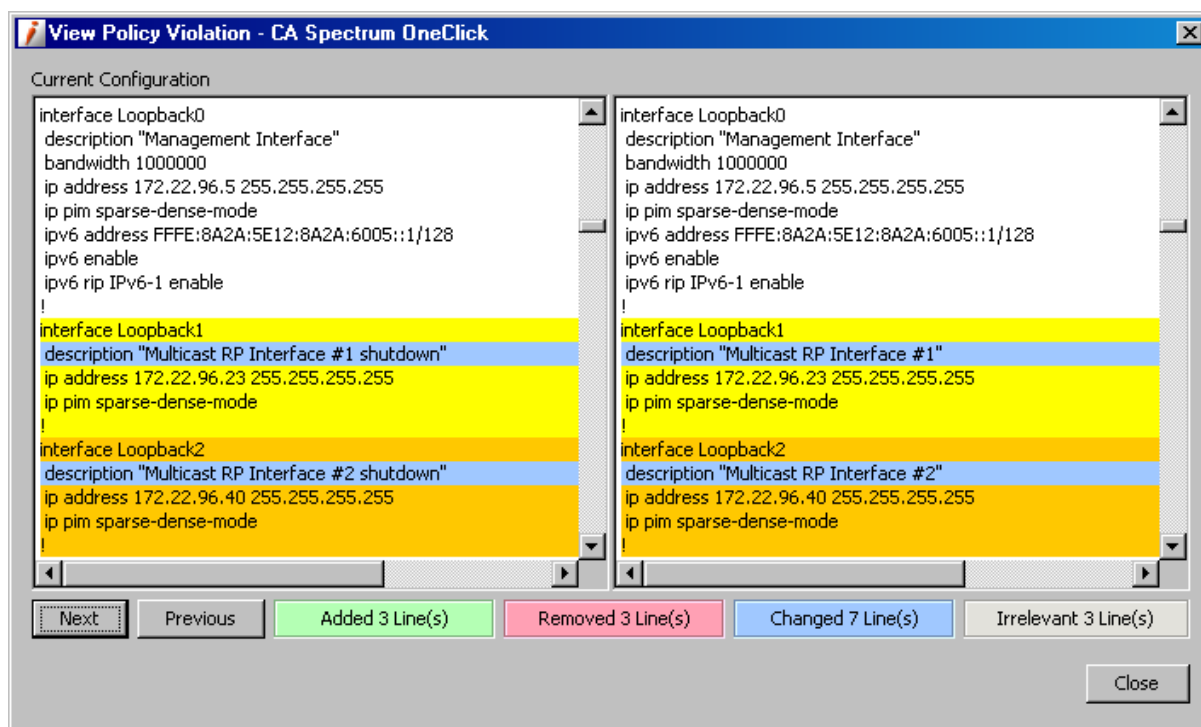 View Policy Violation - CA Spectrum OneClick
Current Configuration
interface Loopback0
description "Management Interface"
bandwidth 1000000
ip address 172.22.96.5 255.255.255.255
ip pim sparse-dense-mode
ipv6 address FFFE:8A2A:5E12:8A2A:6005::1/128
ipv6 enable
ipv6 rip IPv6-1 enable
!
interface Loopback1
description "Multicast RP Interface #1 shutdown"
ip address 172.22.96.23 255.255.255.255
ip pim sparse-dense-mode
!
interface Loopback2
description "Multicast RP Interface #2 shutdown"
ip address 172.22.96.40 255.255.255.255
ip pim sparse-dense-mode
!
interface Loopback0
description "Management Interface"
bandwidth 1000000
ip address 172.22.96.5 255.255.255.255
ip pim sparse-dense-mode
ipv6 address FFFE:8A2A:5E12:8A2A:6005::1/128
ipv6 enable
ipv6 rip IPv6-1 enable
!
interface Loopback1
description "Multicast RP Interface #1"
ip address 172.22.96.23 255.255.255.255
ip pim sparse-dense-mode
!
interface Loopback2
description "Multicast RP Interface #2"
ip address 172.22.96.40 255.255.255.255
ip pim sparse-dense-mode
!
Next
Previous
Added 3 Line(s)
Removed 3 Line(s)
Changed 7 Line(s)
Irrelevant 3 Line(s)
Close